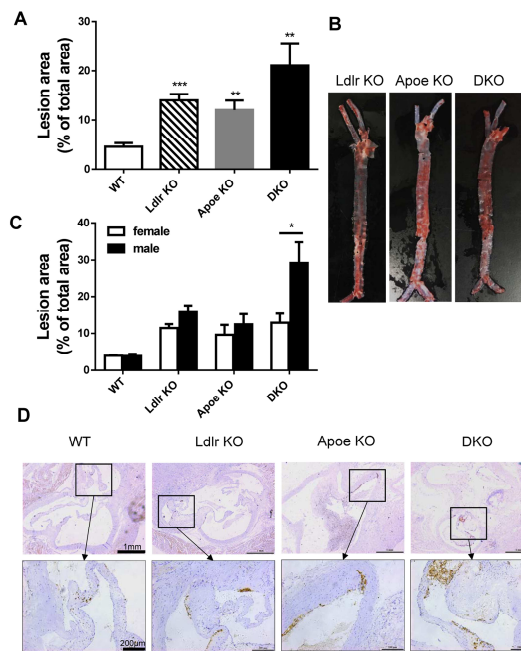 A
Lesion area
(% of total area)
30
20
10
0
***
**
**
WT
Ldlr KO
Apoe KO
DKO
B
Ldlr KO Apoe KO DKO
C
Lesion area
(% of total area)
40
30
20
10
0
female
male
*
WT
Ldlr KO
Apoe KO
DKO
D
WT Ldlr KO Apoe KO DKO
1mm
200μm